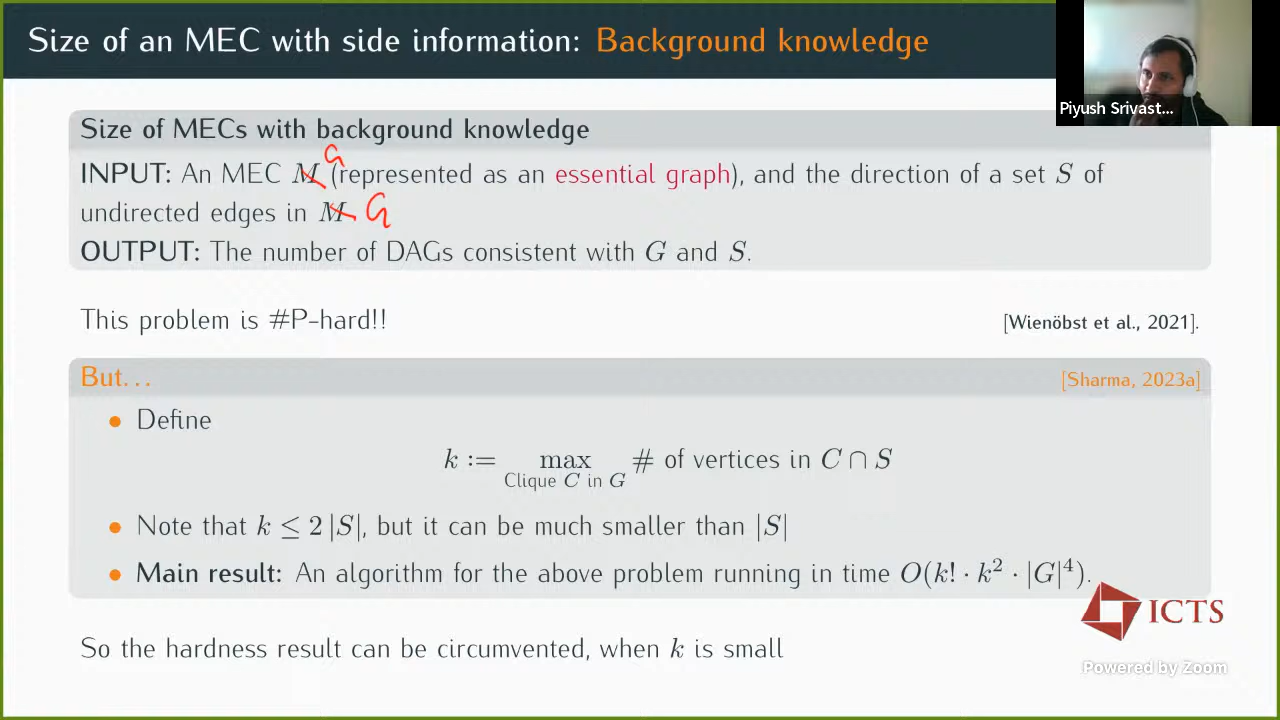 Size of an MEC with side information: Background knowledge
Piyush Srivast...
Size of MECs with background knowledge
G
INPUT: An MEC M (represented as an essential graph), and the direction of a set S of
undirected edges in M G
OUTPUT: The number of DAGs consistent with G and S.
This problem is #P-hard!!
[Wienöbst et al., 2021].
But...
[Sharma, 2023a]
• Define
k := max # of vertices in C ∩ S
Clique C in G
• Note that k ≤ 2 |S|, but it can be much smaller than |S|
• Main result: An algorithm for the above problem running in time O(k! · k² · |G|⁴).
ICTS
So the hardness result can be circumvented, when k is small
Powered by Zoom